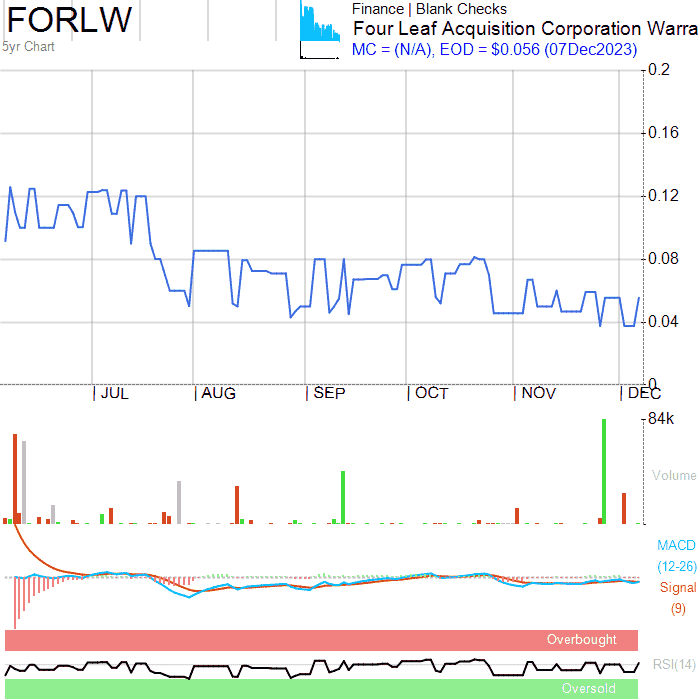 FORLW
5yr Chart
Finance | Blank Checks
Four Leaf Acquisition Corporation Warra
MC = (N/A), EOD = $0.056 (07Dec2023)
0.2
0.16
0.12
0.08
0.04
0
JUL AUG SEP OCT NOV DEC
84k
Volume
MACD
(12-26)
Signal
(9)
Overbought
RSI(14)
Oversold